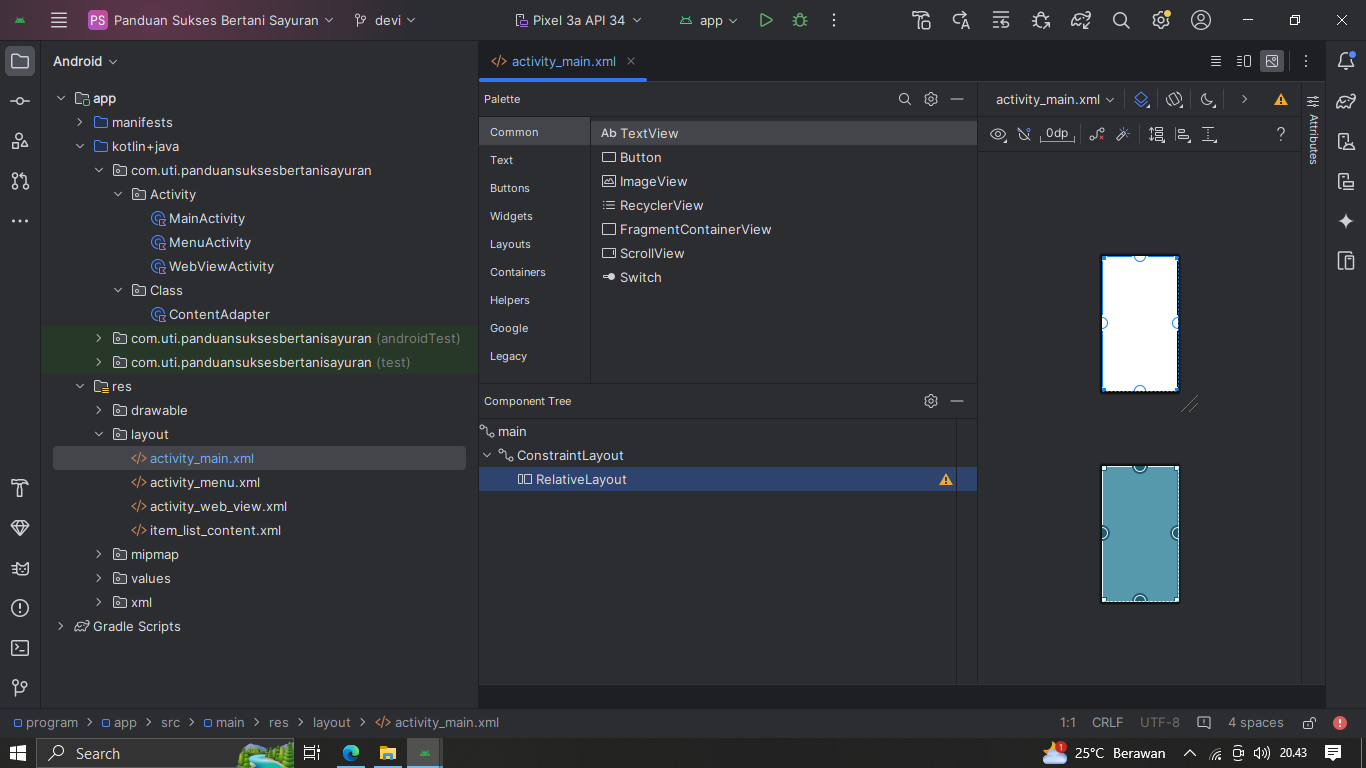 PS Panduan Sukses Bertani Sayuran devi Pixel 3a API 34 app
Android
activity_main.xml
app
manifests
kotlin+java
com.uti.panduansuksesbertanisayuran
Activity
MainActivity
MenuActivity
WebViewActivity
Class
ContentAdapter
com.uti.panduansuksesbertanisayuran (androidTest)
com.uti.panduansuksesbertanisayuran (test)
res
drawable
layout
activity_main.xml
activity_menu.xml
activity_web_view.xml
item_list_content.xml
mipmap
values
xml
Gradle Scripts
Palette
Common
Text
Buttons
Widgets
Layouts
Containers
Helpers
Google
Legacy
Ab TextView
Button
ImageView
RecyclerView
FragmentContainerView
ScrollView
Switch
Component Tree
main
ConstraintLayout
RelativeLayout
activity_main.xml
0dp
?
Attributes
program > app > src > main > res > layout > activity_main.xml
1:1 CRLF UTF-8 4 spaces
Search
1
25°C Berawan
20.43